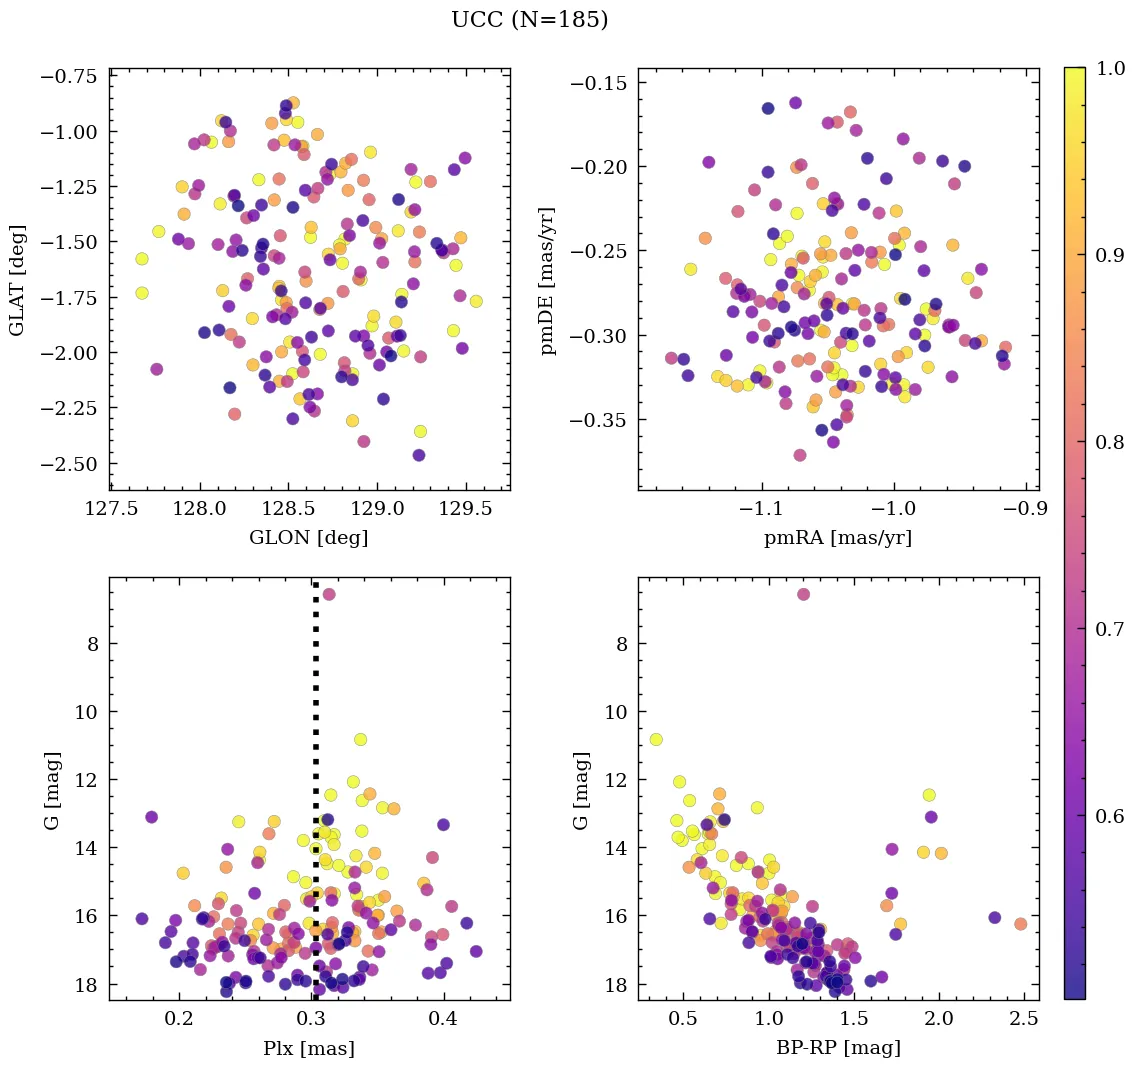 UCC (N=185)
−0.75
−1.00
−1.25
−1.50
−1.75
−2.00
−2.25
−2.50
GLAT [deg]
127.5 128.0 128.5 129.0 129.5
GLON [deg]
−0.15
−0.20
−0.25
−0.30
−0.35
pmDE [mas/yr]
−1.1 −1.0 −0.9
pmRA [mas/yr]
8
10
12
14
16
18
G [mag]
0.2 0.3 0.4
Plx [mas]
8
10
12
14
16
18
G [mag]
0.5 1.0 1.5 2.0 2.5
BP-RP [mag]
1.0
0.9
0.8
0.7
0.6